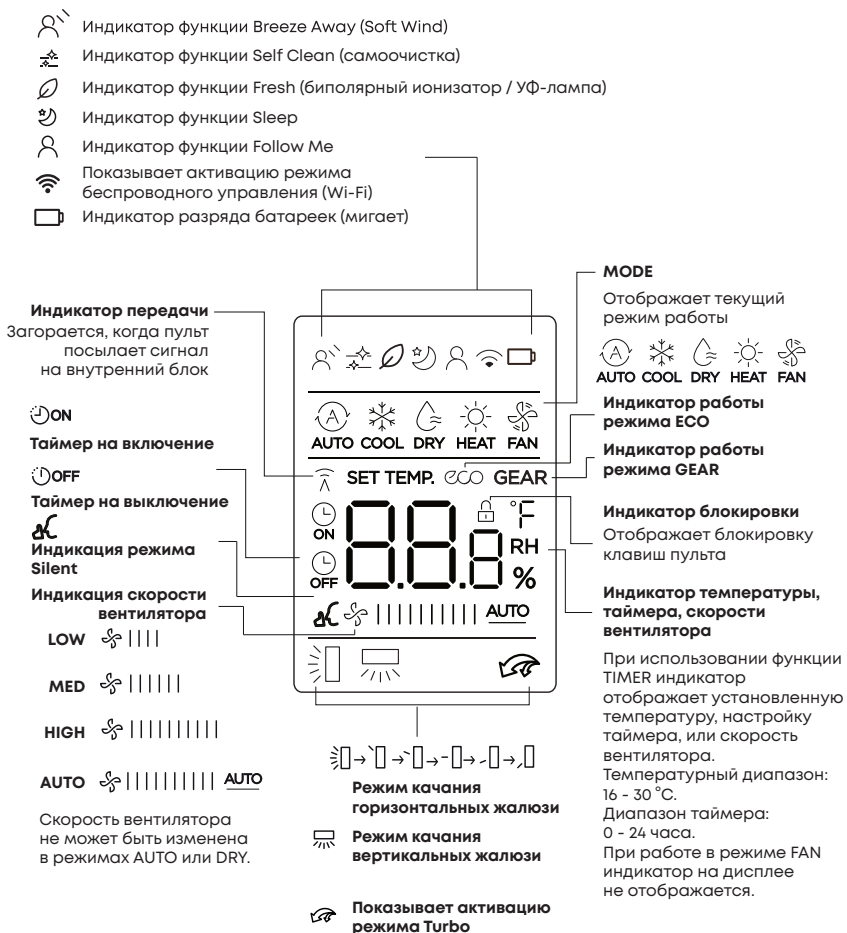 Индикатор функции Breeze Away (Soft Wind)
Индикатор функции Self Clean (самоочистка)
Индикатор функции Fresh (биполярный ионизатор / УФ-лампа)
Индикатор функции Sleep
Индикатор функции Follow Me
Показывает активацию режима
беспроводного управления (Wi-Fi)
Индикатор разряда батареек (мигает)
Индикатор передачи
Загорается, когда пульт
посылает сигнал
на внутренний блок
ON
Таймер на включение
OFF
Таймер на выключение
Индикация режима
Silent
Индикация скорости
вентилятора
LOW
MED
HIGH
AUTO AUTO
Скорость вентилятора
не может быть изменена
в режимах AUTO или DRY.
AUTO COOL DRY HEAT FAN
SET TEMP. eco GEAR
ON
OFF
88.8
°F
RH
%
AUTO
Режим качания
горизонтальных жалюзи
Режим качания
вертикальных жалюзи
Показывает активацию
режима Turbo
MODE
Отображает текущий
режим работы
A
AUTO COOL DRY HEAT FAN
Индикатор работы
режима ECO
Индикатор работы
режима GEAR
Индикатор блокировки
Отображает блокировку
клавиш пульта
Индикатор температуры,
таймера, скорости
вентилятора
При использовании функции
TIMER индикатор
отображает установленную
температуру, настройку
таймера, или скорость
вентилятора.
Температурный диапазон:
16 - 30 °C.
Диапазон таймера:
0 - 24 часа.
При работе в режиме FAN
индикатор на дисплее
не отображается.